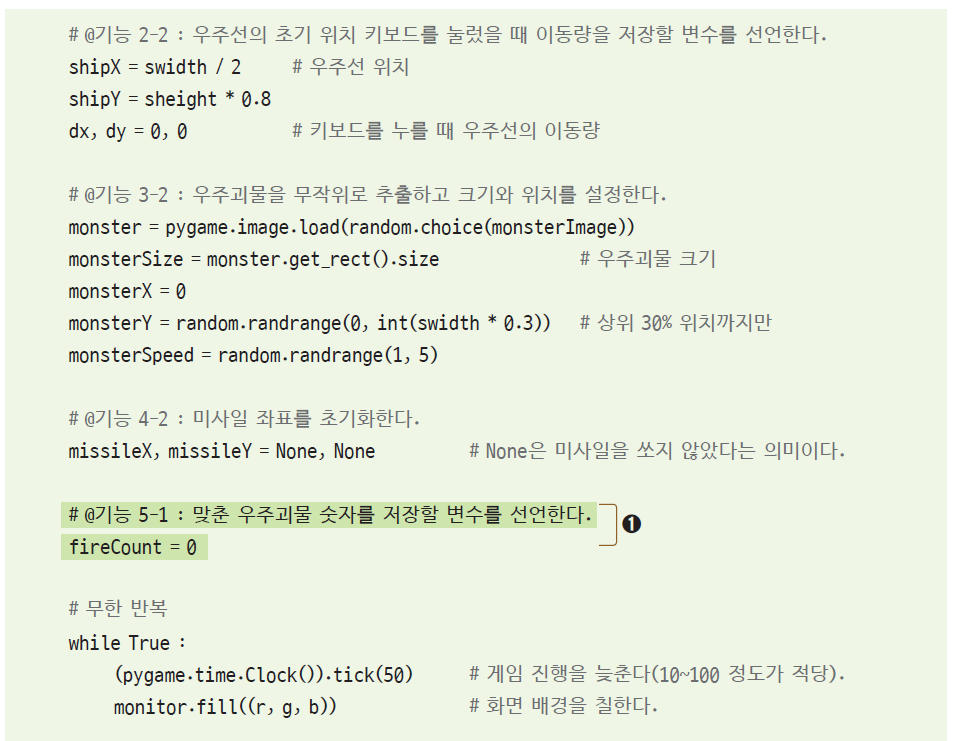 # @기능 2-2 : 우주선의 초기 위치 키보드를 눌렀을 때 이동량을 저장할 변수를 선언한다.
shipX = swidth / 2 # 우주선 위치
shipY = sheight * 0.8
dx, dy = 0, 0 # 키보드를 누를 때 우주선의 이동량
# @기능 3-2 : 우주괴물을 무작위로 추출하고 크기와 위치를 설정한다.
monster = pygame.image.load(random.choice(monsterImage))
monsterSize = monster.get_rect().size # 우주괴물 크기
monsterX = 0
monsterY = random.randrange(0, int(swidth * 0.3)) # 상위 30% 위치까지만
monsterSpeed = random.randrange(1, 5)
# @기능 4-2 : 미사일 좌표를 초기화한다.
missileX, missileY = None, None # None은 미사일을 쏘지 않았다는 의미이다.
# @기능 5-1 : 맞춘 우주괴물 숫자를 저장할 변수를 선언한다. ❶
fireCount = 0
# 무한 반복
while True :
(pygame.time.Clock()).tick(50) # 게임 진행을 늦춘다(10~100 정도가 적당).
monitor.fill((r, g, b)) # 화면 배경을 칠한다.